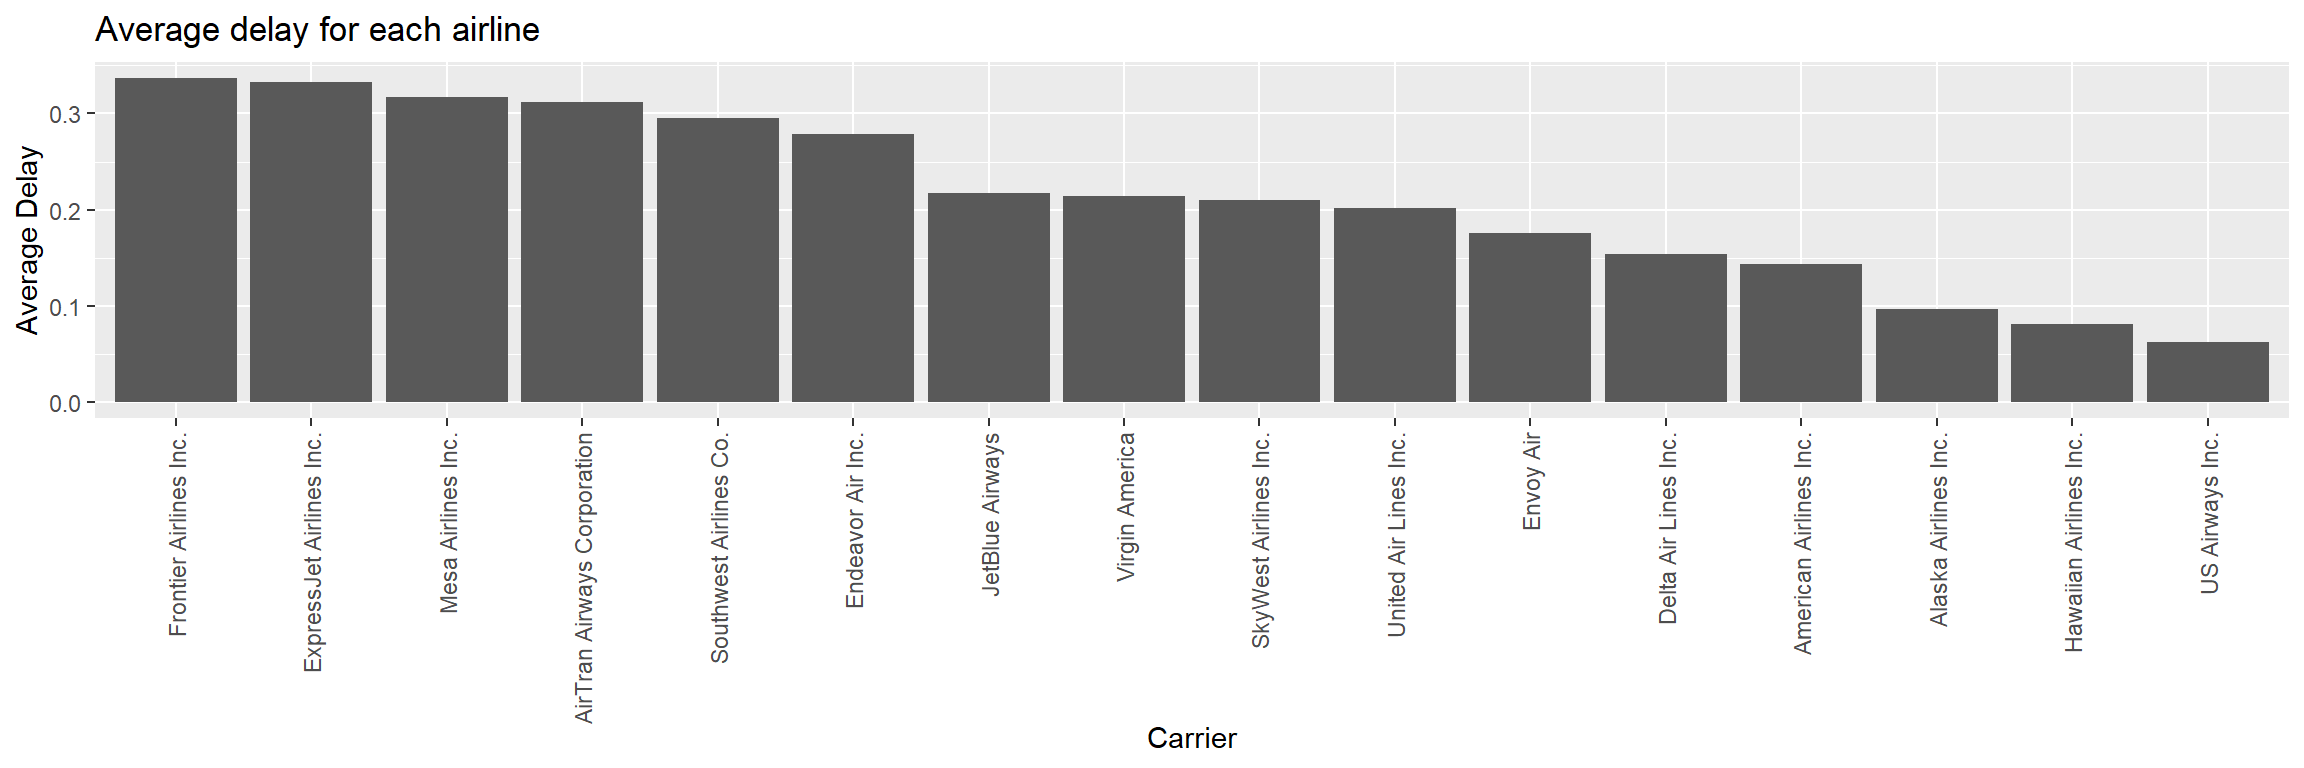 Average delay for each airline
Average Delay
0.3
0.2
0.1
0.0
Frontier Airlines Inc.
ExpressJet Airlines Inc.
Mesa Airlines Inc.
AirTran Airways Corporation
Southwest Airlines Co.
Endeavor Air Inc.
JetBlue Airways
Virgin America
SkyWest Airlines Inc.
United Air Lines Inc.
Envoy Air
Delta Air Lines Inc.
American Airlines Inc.
Alaska Airlines Inc.
Hawaiian Airlines Inc.
US Airways Inc.
Carrier